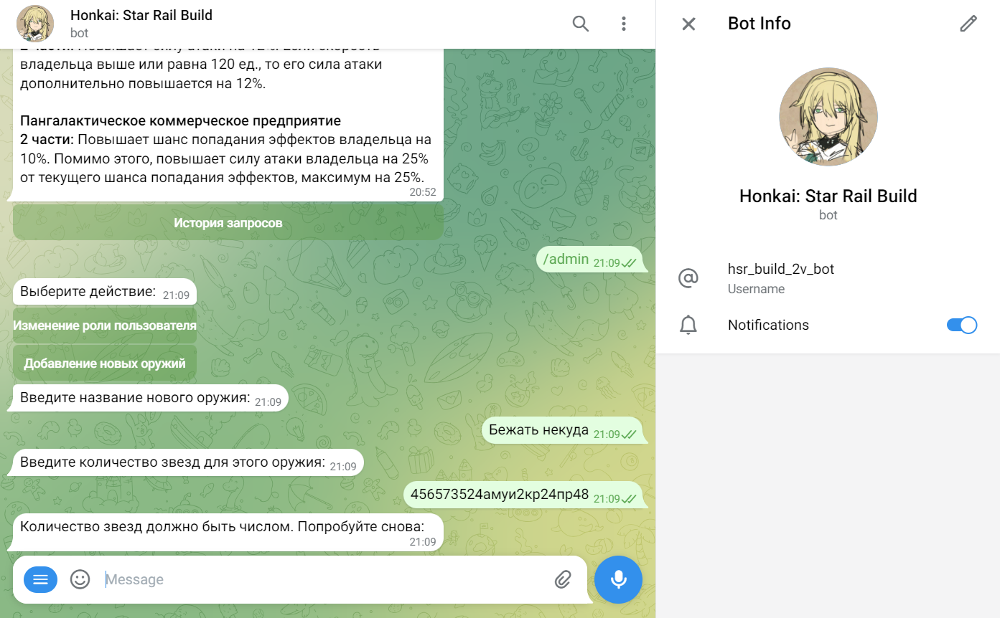 Honkai: Star Rail Build
bot
2 части: Повышает силу атаки на 12%. Если скорость
владельца выше или равна 120 ед., то его сила атаки
дополнительно повышается на 12%.
Пангалактическое коммерческое предприятие
2 части: Повышает шанс попадания эффектов владельца на
10%. Помимо этого, повышает силу атаки владельца на 25%
от текущего шанса попадания эффектов, максимум на 25%.
20:52
История запросов
/admin 21:09
Выберите действие: 21:09
Изменение роли пользователя
Добавление новых оружий
Введите название нового оружия: 21:09
Бежать некуда 21:09
Введите количество звезд для этого оружия: 21:09
456573524амуи2кр24пр48 21:09
Количество звезд должно быть числом. Попробуйте снова:
21:09
Message
Bot Info
Honkai: Star Rail Build
bot
hsr_build_2v_bot
Username
Notifications